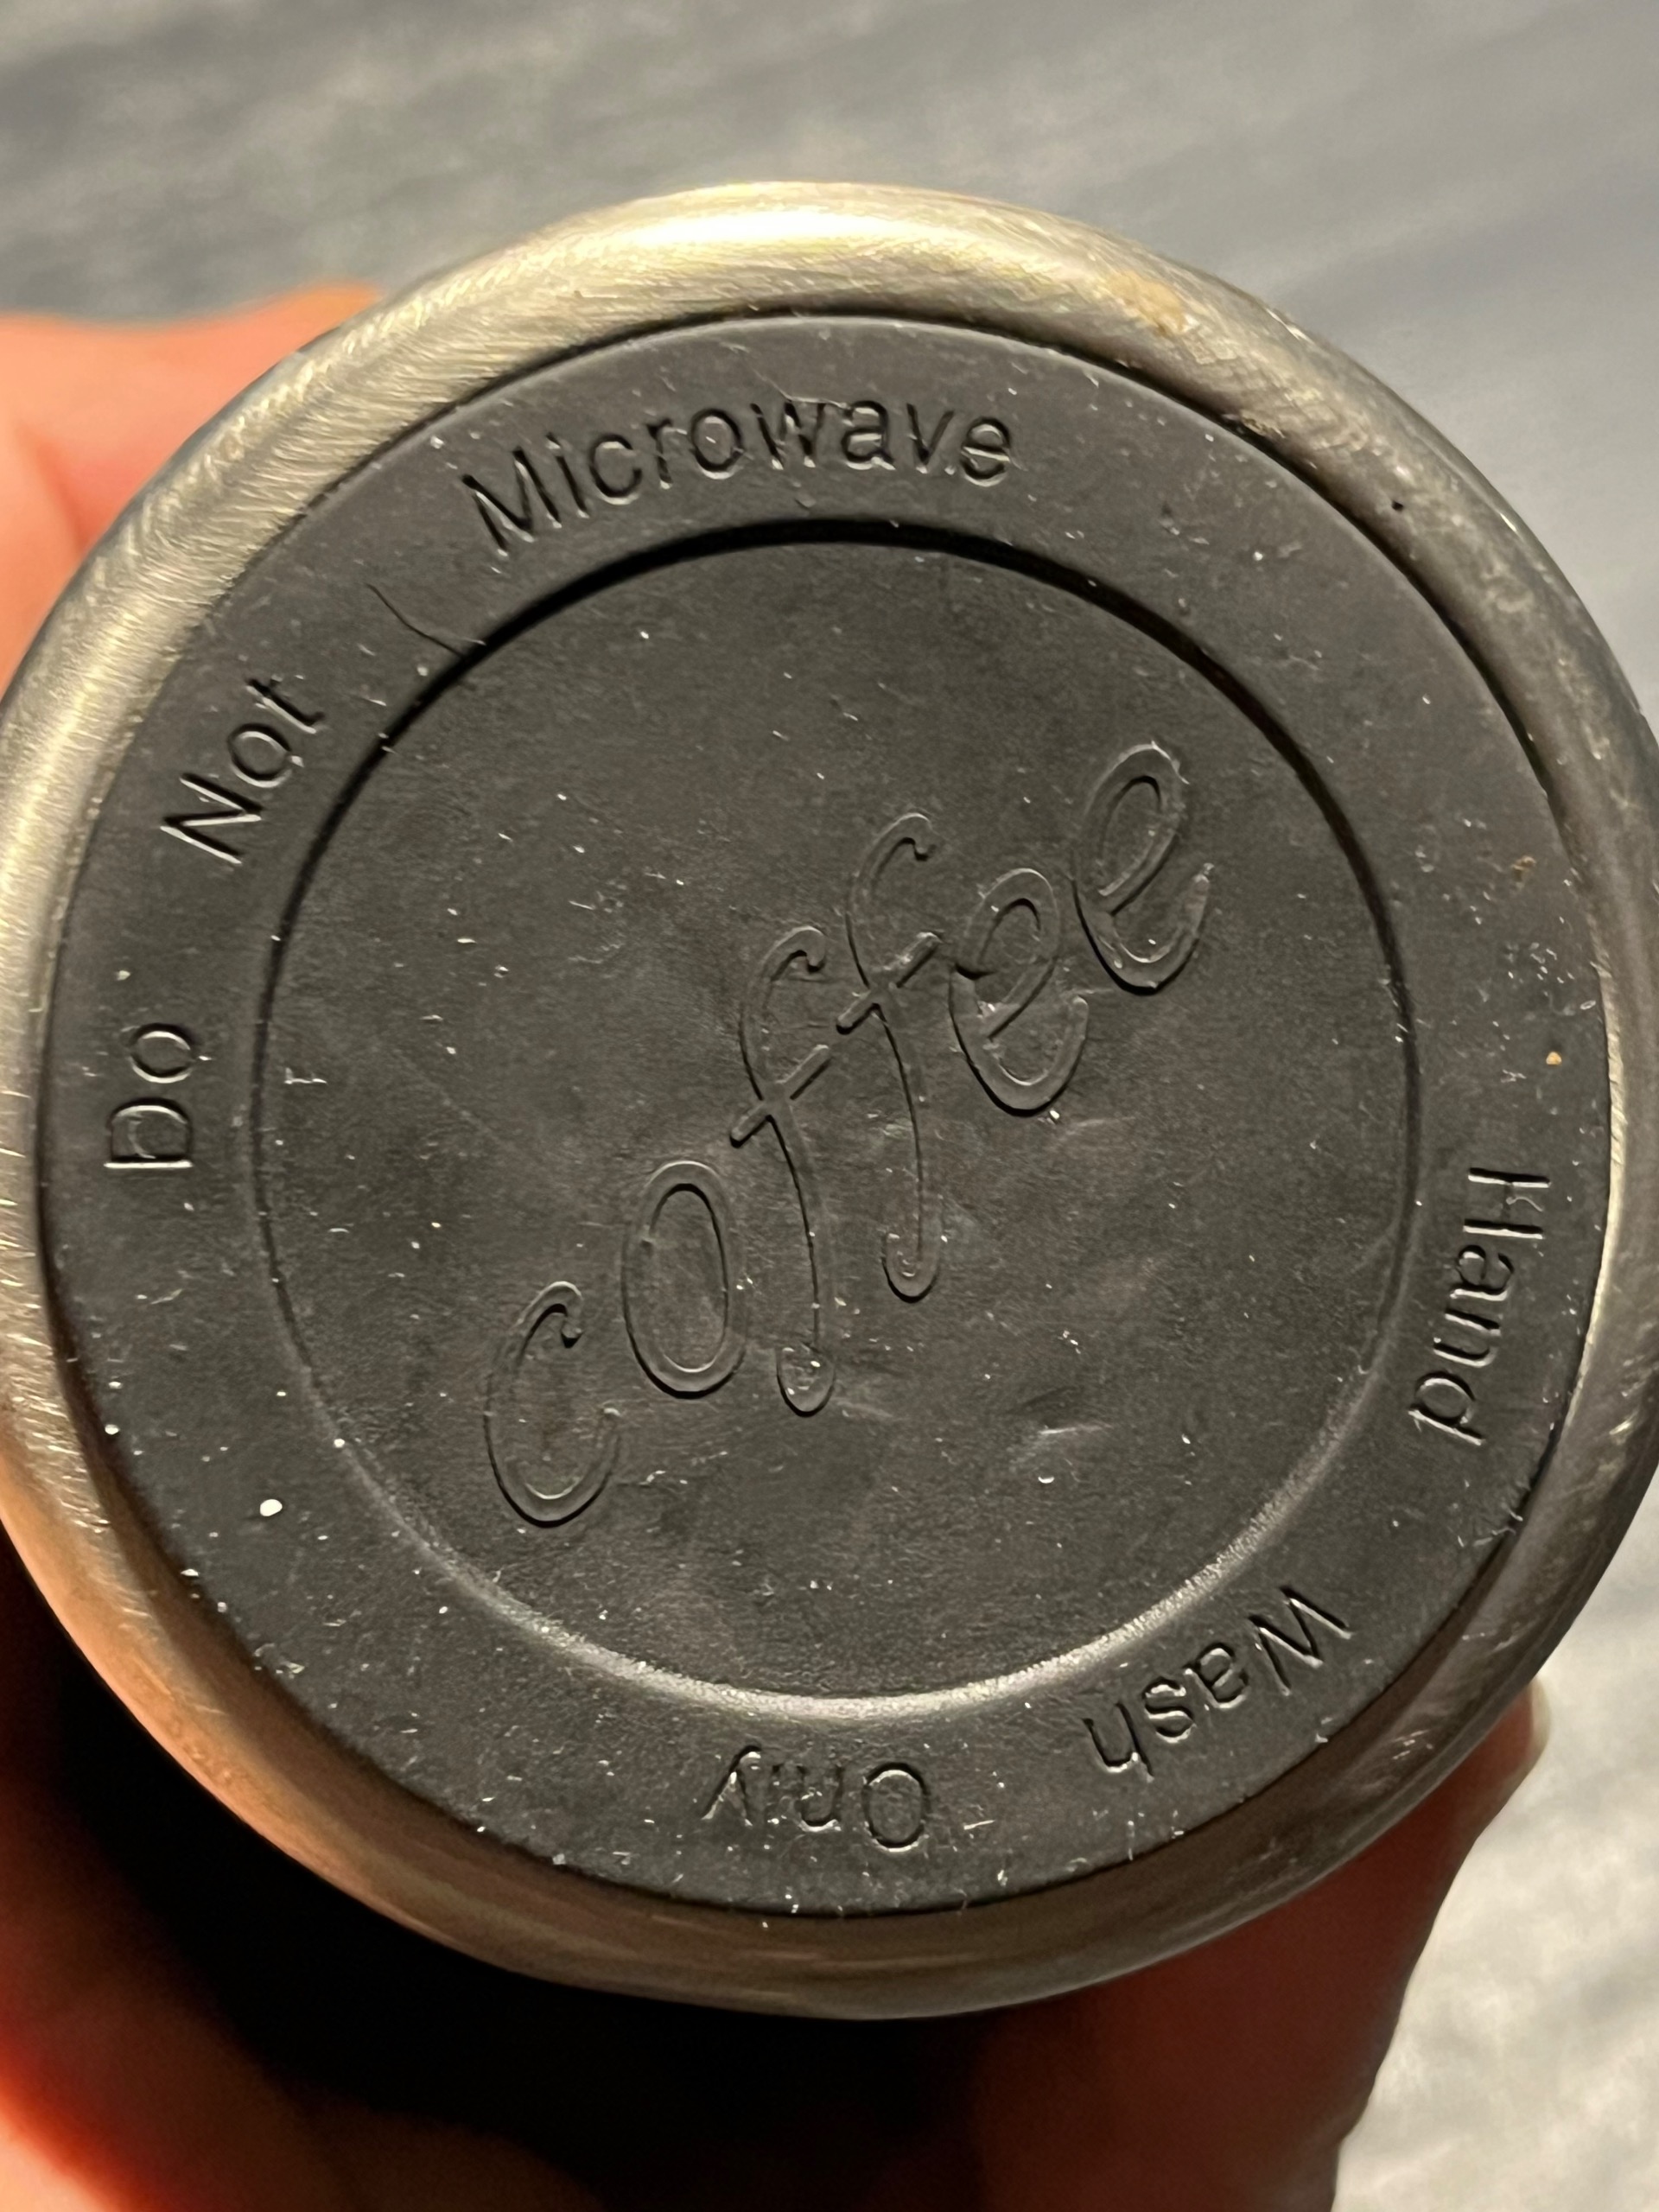 Do Not Microwave
Hand Wash Only
coffee